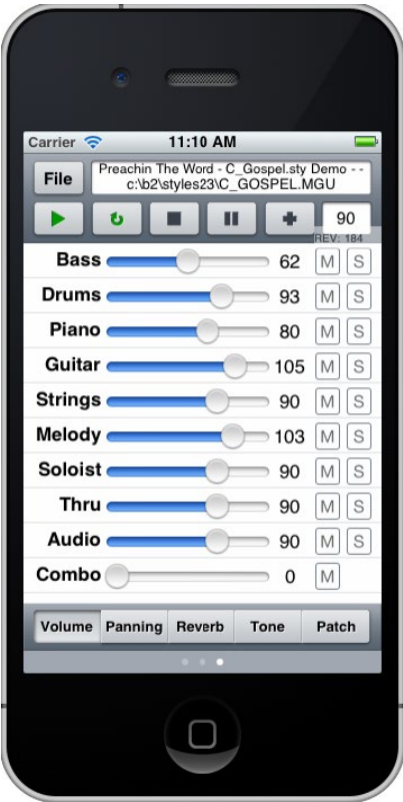 Carrier 11:10 AM
File
Preachin The Word - C_Gospel.sty Demo - -
c:\b2\styles23\C_GOSPEL.MGU
90
REV: 184
Bass 62 M S
Drums 93 M S
Piano 80 M S
Guitar 105 M S
Strings 90 M S
Melody 103 M S
Soloist 90 M S
Thru 90 M S
Audio 90 M S
Combo 0 M
Volume Panning Reverb Tone Patch